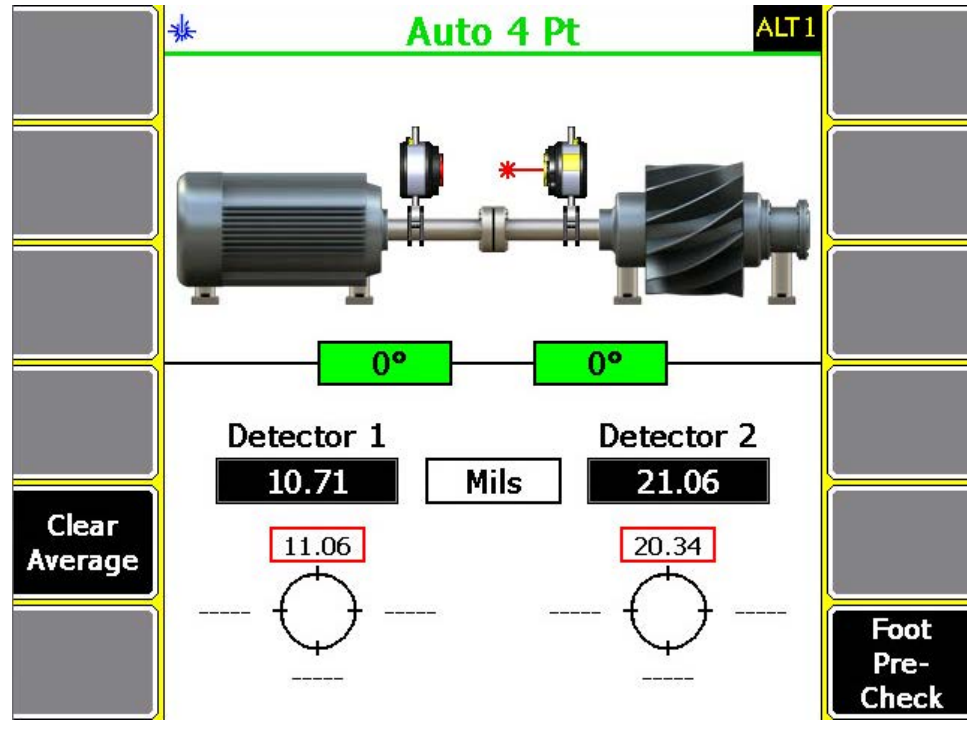 Auto 4 Pt
ALT1
0°
0°
Detector 1
Detector 2
10.71
Mils
21.06
Clear
Average
11.06
20.34
----- -----
----- -----
-----
-----
Foot
Pre-
Check